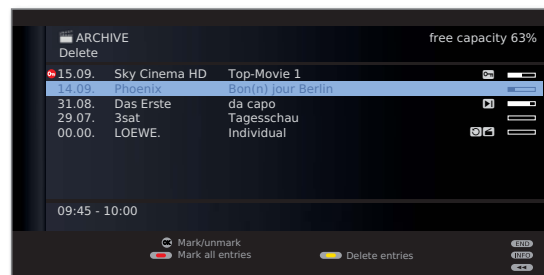 ARCHIVE free capacity 63%
Delete
15.09. Sky Cinema HD Top-Movie 1
14.09. Phoenix Bon(n) jour Berlin
31.08. Das Erste da capo
29.07. 3sat Tagesschau
00.00. LOEWE. Individual
09:45 - 10:00
OK Mark/unmark END
Mark all entries Delete entries INFO